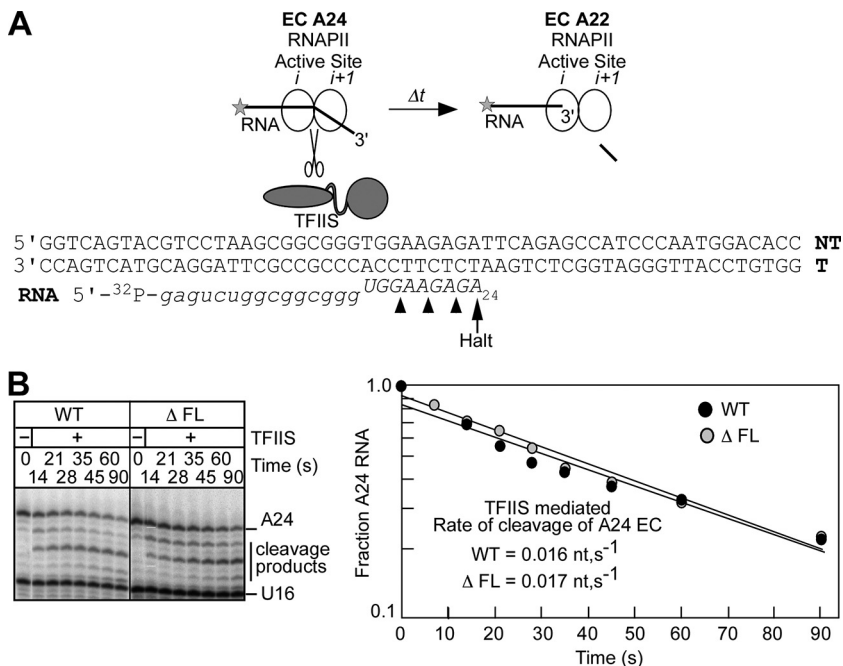 A
EC A24
RNAPII
Active Site
i i+1
RNA
3'
TFIIS
Δt
EC A22
RNAPII
Active Site
i i+1
RNA
3'
5'GGTCAGTACGTCCTAAGCGGCGGGTGGAAGAGATTCAGAGCCATCCCAATGGACACC NT
3'CCAGTCATGCAGGATTCGCCGCCCACCTTCTCTAAGTCTCGGTAGGGTTACCTGTGG T
RNA 5'-32P-gagucuggcggcgggUGGAAGAGA24
Halt
B
WT Δ FL
− + − + TFIIS
0 21 35 60 0 21 35 60 Time (s)
14 28 45 90 14 28 45 90
A24
cleavage
products
U16
Fraction A24 RNA
1.0
0.1
WT
Δ FL
TFIIS mediated
Rate of cleavage of A24 EC
WT = 0.016 nt,s-1
Δ FL = 0.017 nt,s-1
0 10 20 30 40 50 60 70 80 90
Time (s)